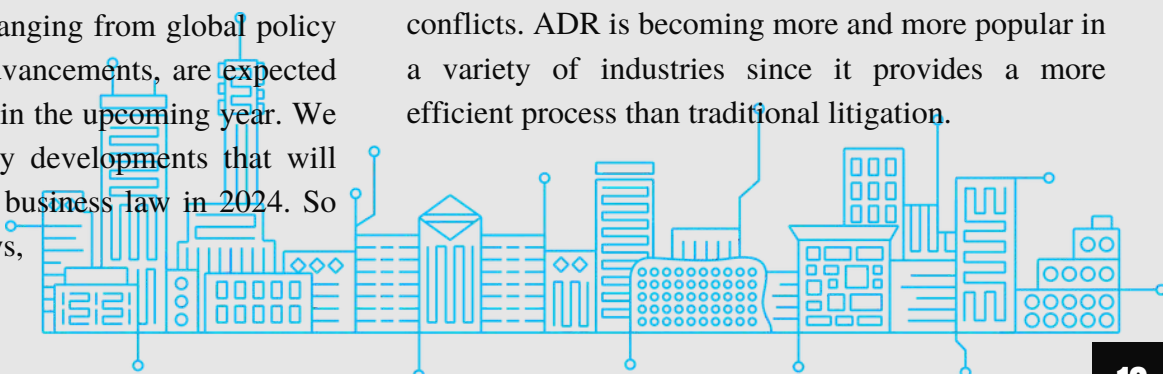 anging from global policy
vancements, are expected
in the upcoming year. We
y developments that will
business law in 2024. So
s,
conflicts. ADR is becoming more and more popular in
a variety of industries since it provides a more
efficient process than traditional litigation.